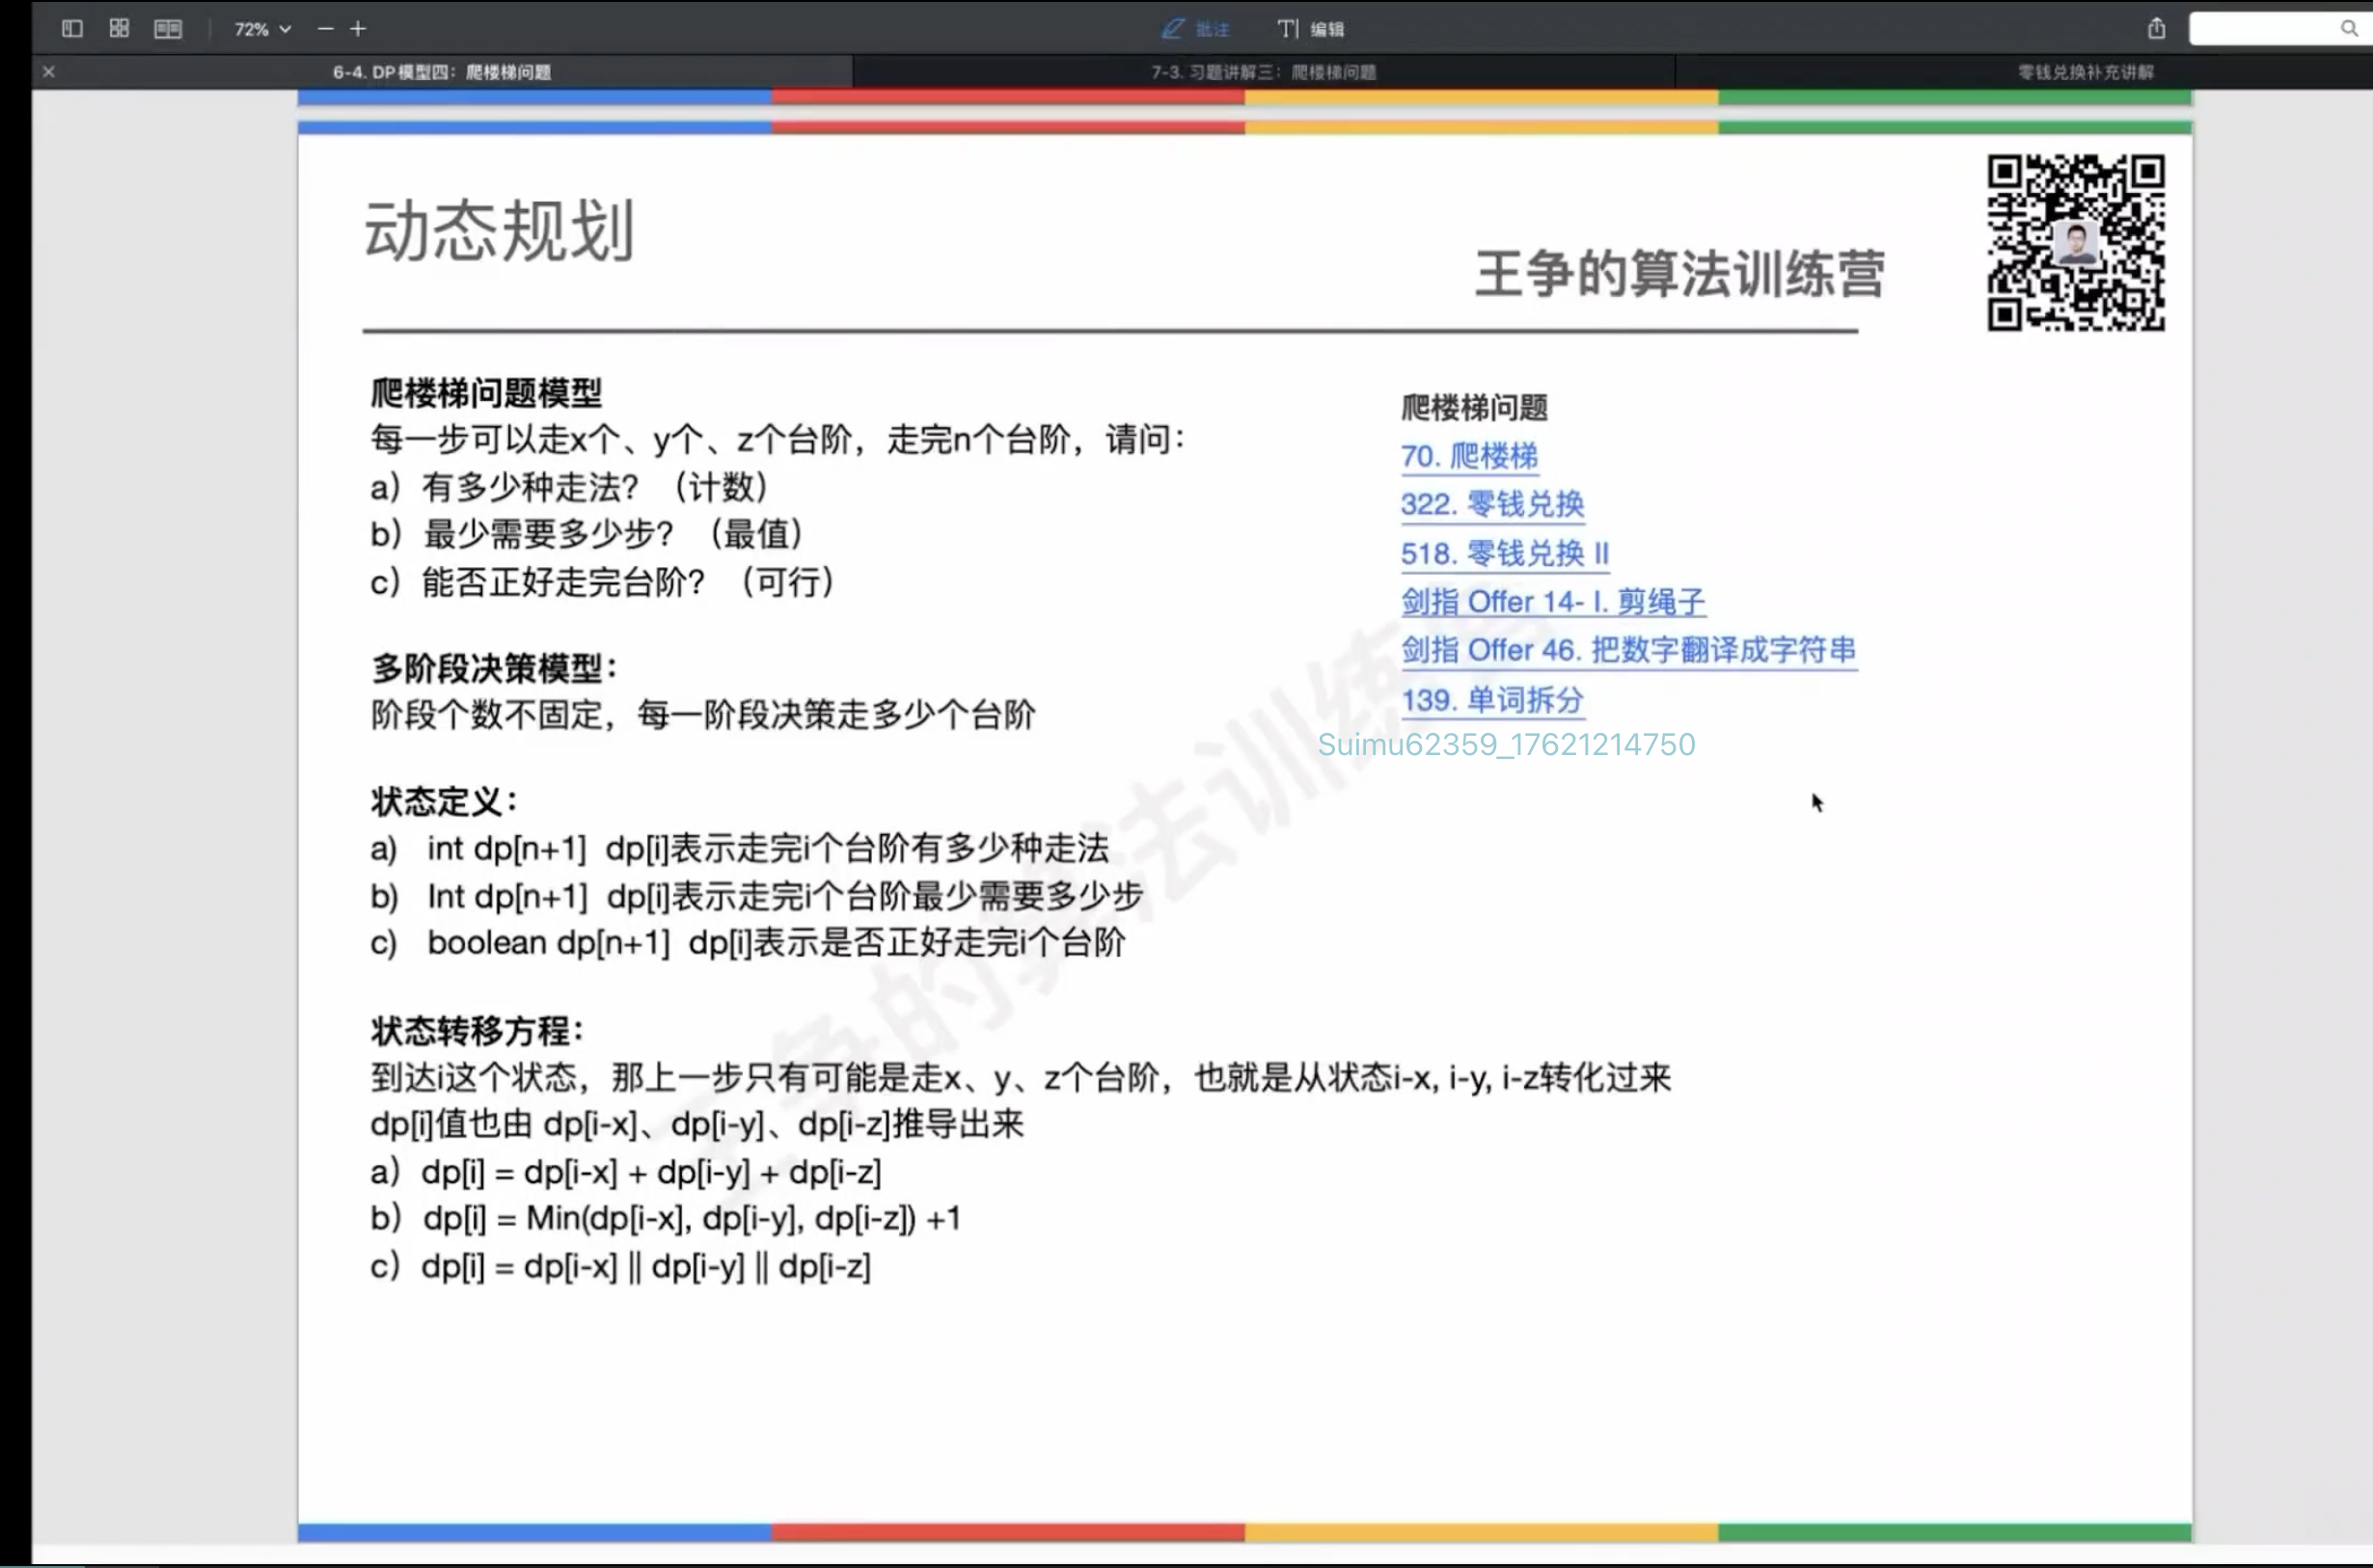 72%
批注
编辑
6-4. DP模型四：爬楼梯问题
7-3. 习题讲解三：爬楼梯问题
零钱兑换补充讲解
动态规划
王争的算法训练营
爬楼梯问题模型
每一步可以走x个、y个、z个台阶，走完n个台阶，请问：
a）有多少种走法？（计数）
b）最少需要多少步？（最值）
c）能否正好走完台阶？（可行）
多阶段决策模型：
阶段个数不固定，每一阶段决策走多少个台阶
状态定义：
a) int dp[n+1] dp[i]表示走完i个台阶有多少种走法
b) Int dp[n+1] dp[i]表示走完i个台阶最少需要多少步
c) boolean dp[n+1] dp[i]表示是否正好走完i个台阶
状态转移方程：
到达i这个状态，那上一步只有可能是走x、y、z个台阶，也就是从状态i-x, i-y, i-z转化过来
dp[i]值也由 dp[i-x]、dp[i-y]、dp[i-z]推导出来
a）dp[i] = dp[i-x] + dp[i-y] + dp[i-z]
b）dp[i] = Min(dp[i-x], dp[i-y], dp[i-z]) +1
c）dp[i] = dp[i-x] || dp[i-y] || dp[i-z]
爬楼梯问题
70. 爬楼梯
322. 零钱兑换
518. 零钱兑换 II
剑指 Offer 14- I. 剪绳子
剑指 Offer 46. 把数字翻译成字符串
139. 单词拆分
Suimu62359_17621214750
王争的算法训练营